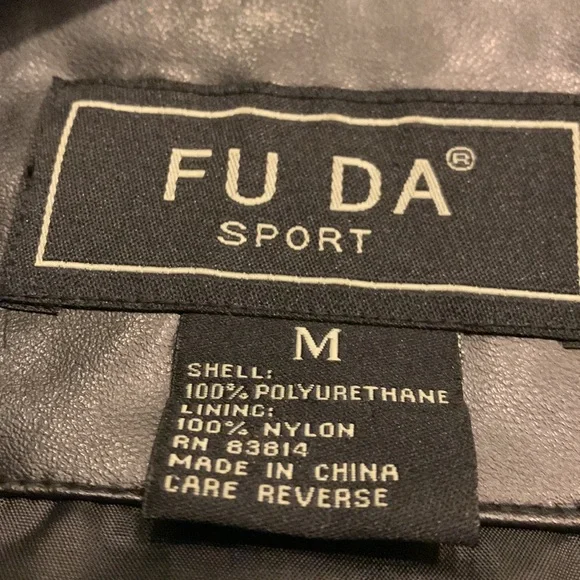 FU DA®
SPORT
M
SHELL:
100% POLYURETHANE
LINING:
100% NYLON
RN 83814
MADE IN CHINA
CARE REVERSE